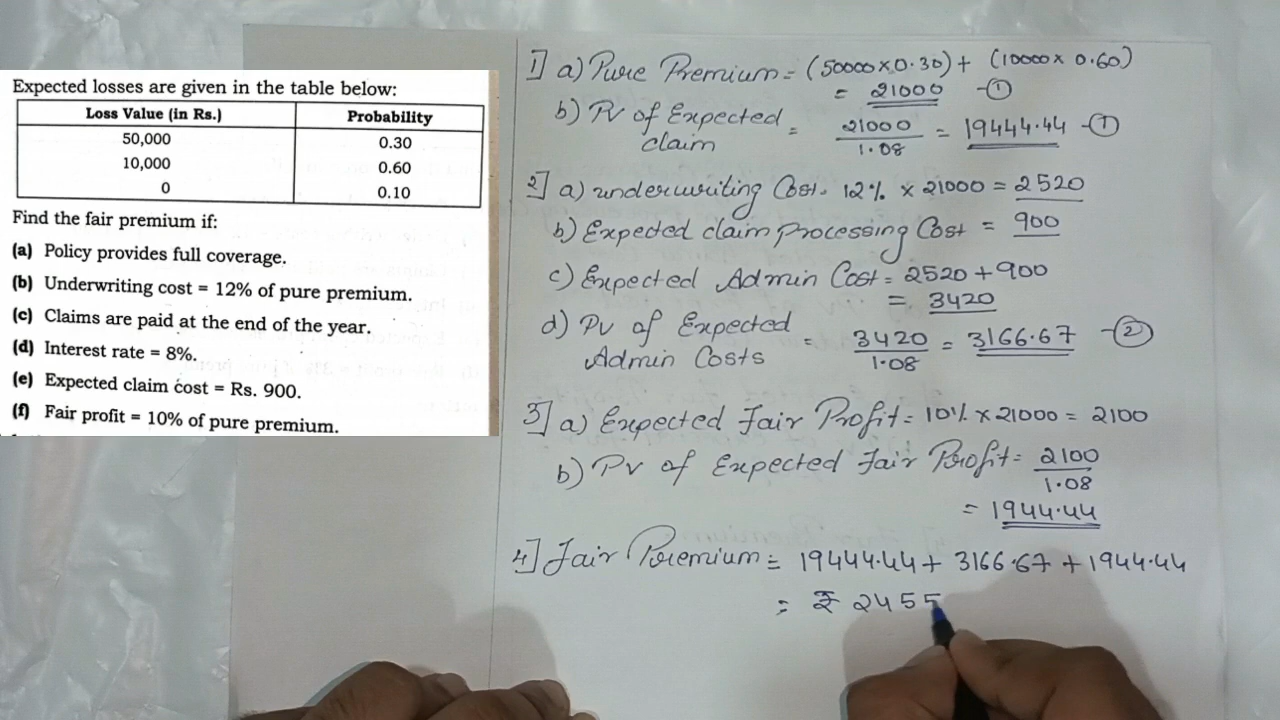 Expected losses are given in the table below:
Loss Value (in Rs.) Probability
50,000 0.30
10,000 0.60
0 0.10
Find the fair premium if:
(a) Policy provides full coverage.
(b) Underwriting cost = 12% of pure premium.
(c) Claims are paid at the end of the year.
(d) Interest rate = 8%.
(e) Expected claim cost = Rs. 900.
(f) Fair profit = 10% of pure premium.
1] a) Pure Premium = (50000 x 0.30) + (10000 x 0.60)
= 21000 - ①
b) PV of Expected claim = 21000 / 1.08 = 19444.44 - ①
2] a) underwriting Cost = 12% x 21000 = 2520
b) Expected claim processing Cost = 900
c) Expected Admin Cost = 2520 + 900
= 3420
d) PV of Expected Admin Costs = 3420 / 1.08 = 3166.67 - ②
3] a) Expected Fair Profit = 10% x 21000 = 2100
b) PV of Expected Fair Profit = 2100 / 1.08
= 1944.44
4] Fair Premium = 19444.44 + 3166.67 + 1944.44
= ₹ 2455